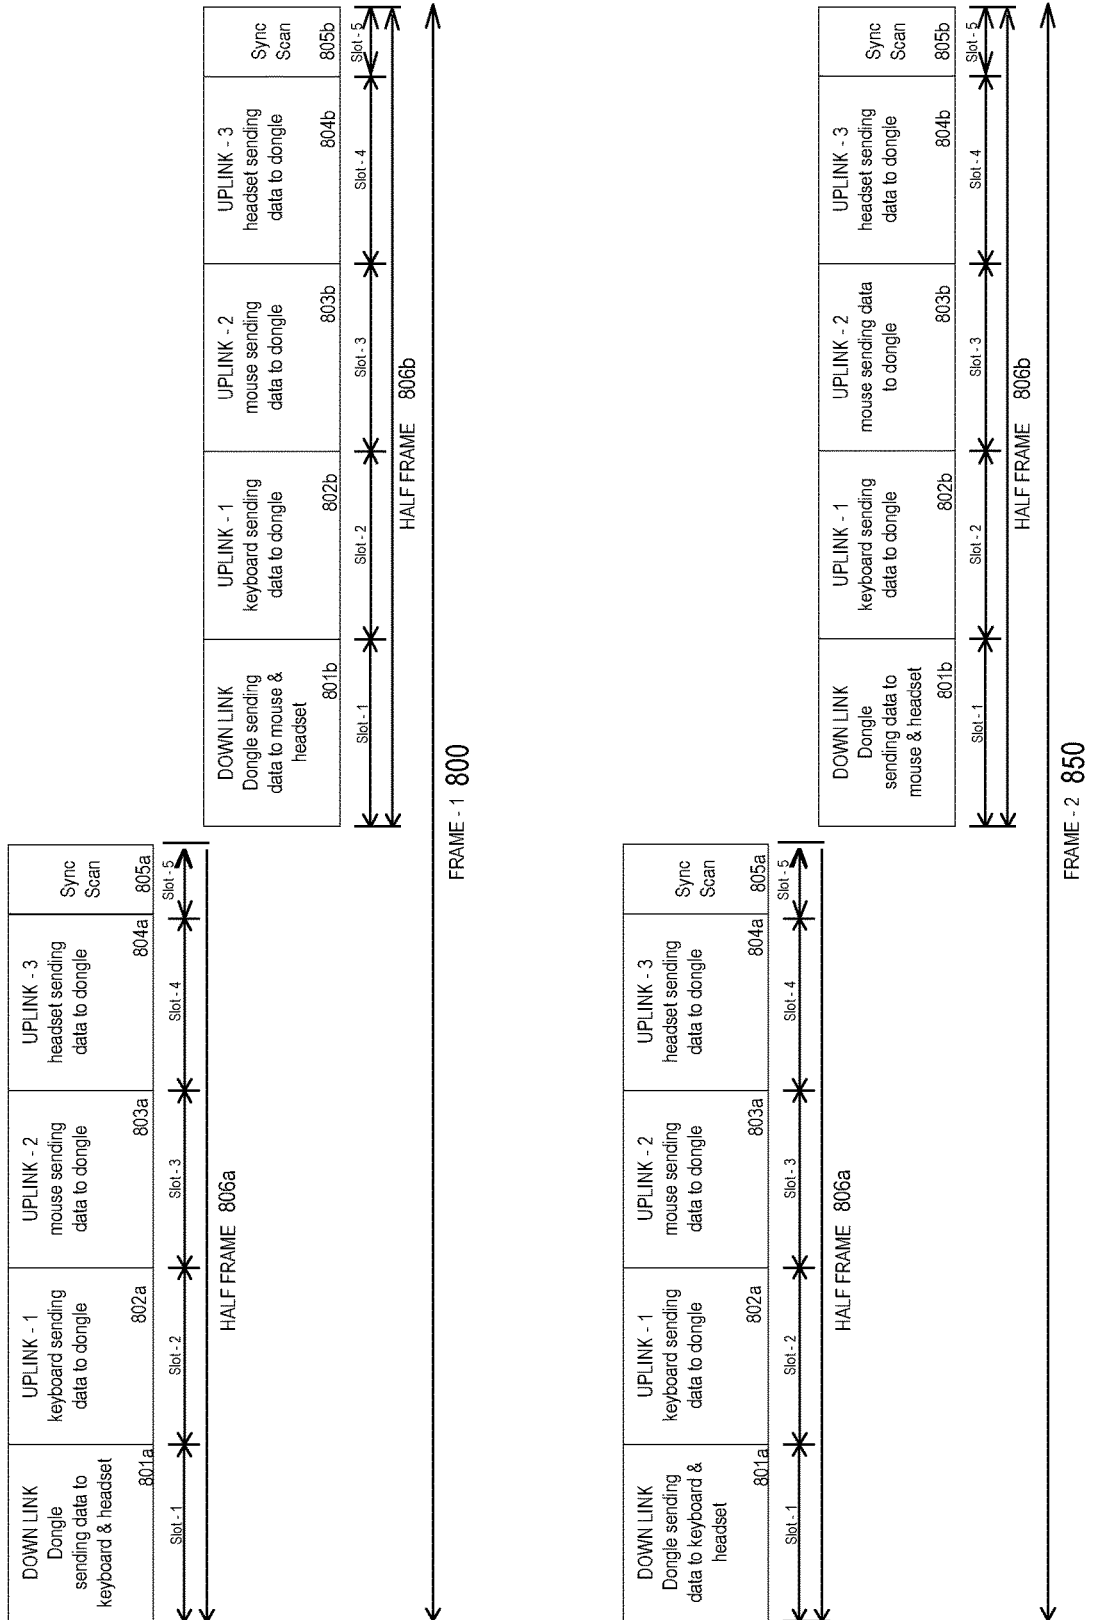 DOWN LINK
Dongle
sending data to
keyboard & headset
801a
UPLINK - 1
keyboard sending
data to dongle
802a
UPLINK - 2
mouse sending
data to dongle
803a
UPLINK - 3
headset sending
data to dongle
804a
Sync
Scan
805a
Slot - 1
Slot - 2
Slot - 3
Slot - 4
Slot - 5
HALF FRAME 806a
DOWN LINK
Dongle sending
data to mouse &
headset
801b
UPLINK - 1
keyboard sending
data to dongle
802b
UPLINK - 2
mouse sending
data to dongle
803b
UPLINK - 3
headset sending
data to dongle
804b
Sync
Scan
805b
Slot - 1
Slot - 2
Slot - 3
Slot - 4
Slot - 5
HALF FRAME 806b
FRAME - 1 800
DOWN LINK
Dongle sending
data to keyboard &
headset
801a
UPLINK - 1
keyboard sending
data to dongle
802a
UPLINK - 2
mouse sending
data to dongle
803a
UPLINK - 3
headset sending
data to dongle
804a
Sync
Scan
805a
Slot - 1
Slot - 2
Slot - 3
Slot - 4
Slot - 5
HALF FRAME 806a
DOWN LINK
Dongle
sending data to
mouse & headset
801b
UPLINK - 1
keyboard sending
data to dongle
802b
UPLINK - 2
mouse sending data
to dongle
803b
UPLINK - 3
headset sending
data to dongle
804b
Sync
Scan
805b
Slot - 1
Slot - 2
Slot - 3
Slot - 4
Slot - 5
HALF FRAME 806b
FRAME - 2 850